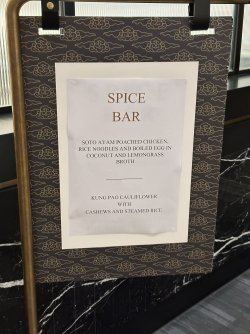 SPICE
BAR
SOTO AYAM POACHED CHICKEN,
RICE NOODLES AND BOILED EGG IN
COCONUT AND LEMONGRASS
BROTH
KUNG PAO CAULIFLOWER
WITH
CASHEWS AND STEAMED RICE